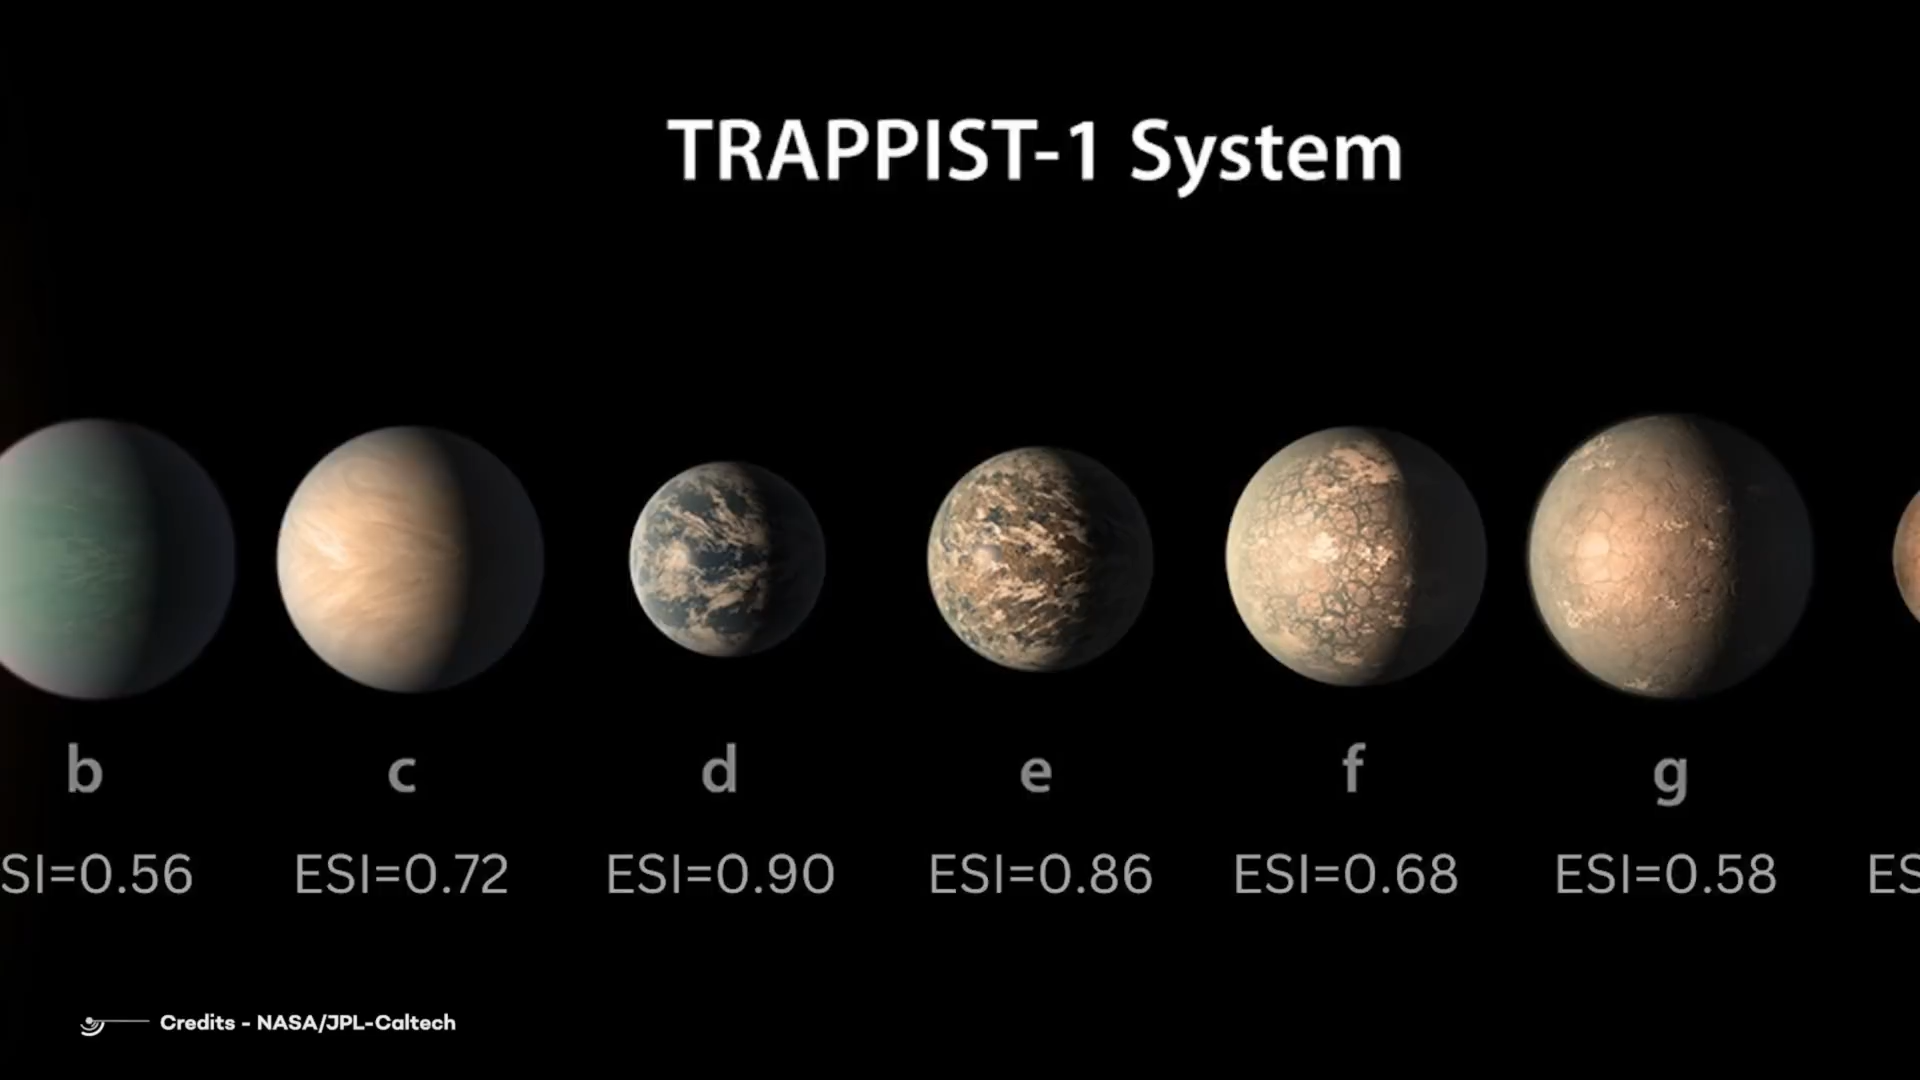 TRAPPIST-1 System
b c d e f g
SI=0.56 ESI=0.72 ESI=0.90 ESI=0.86 ESI=0.68 ESI=0.58 ES
Credits - NASA/JPL-Caltech